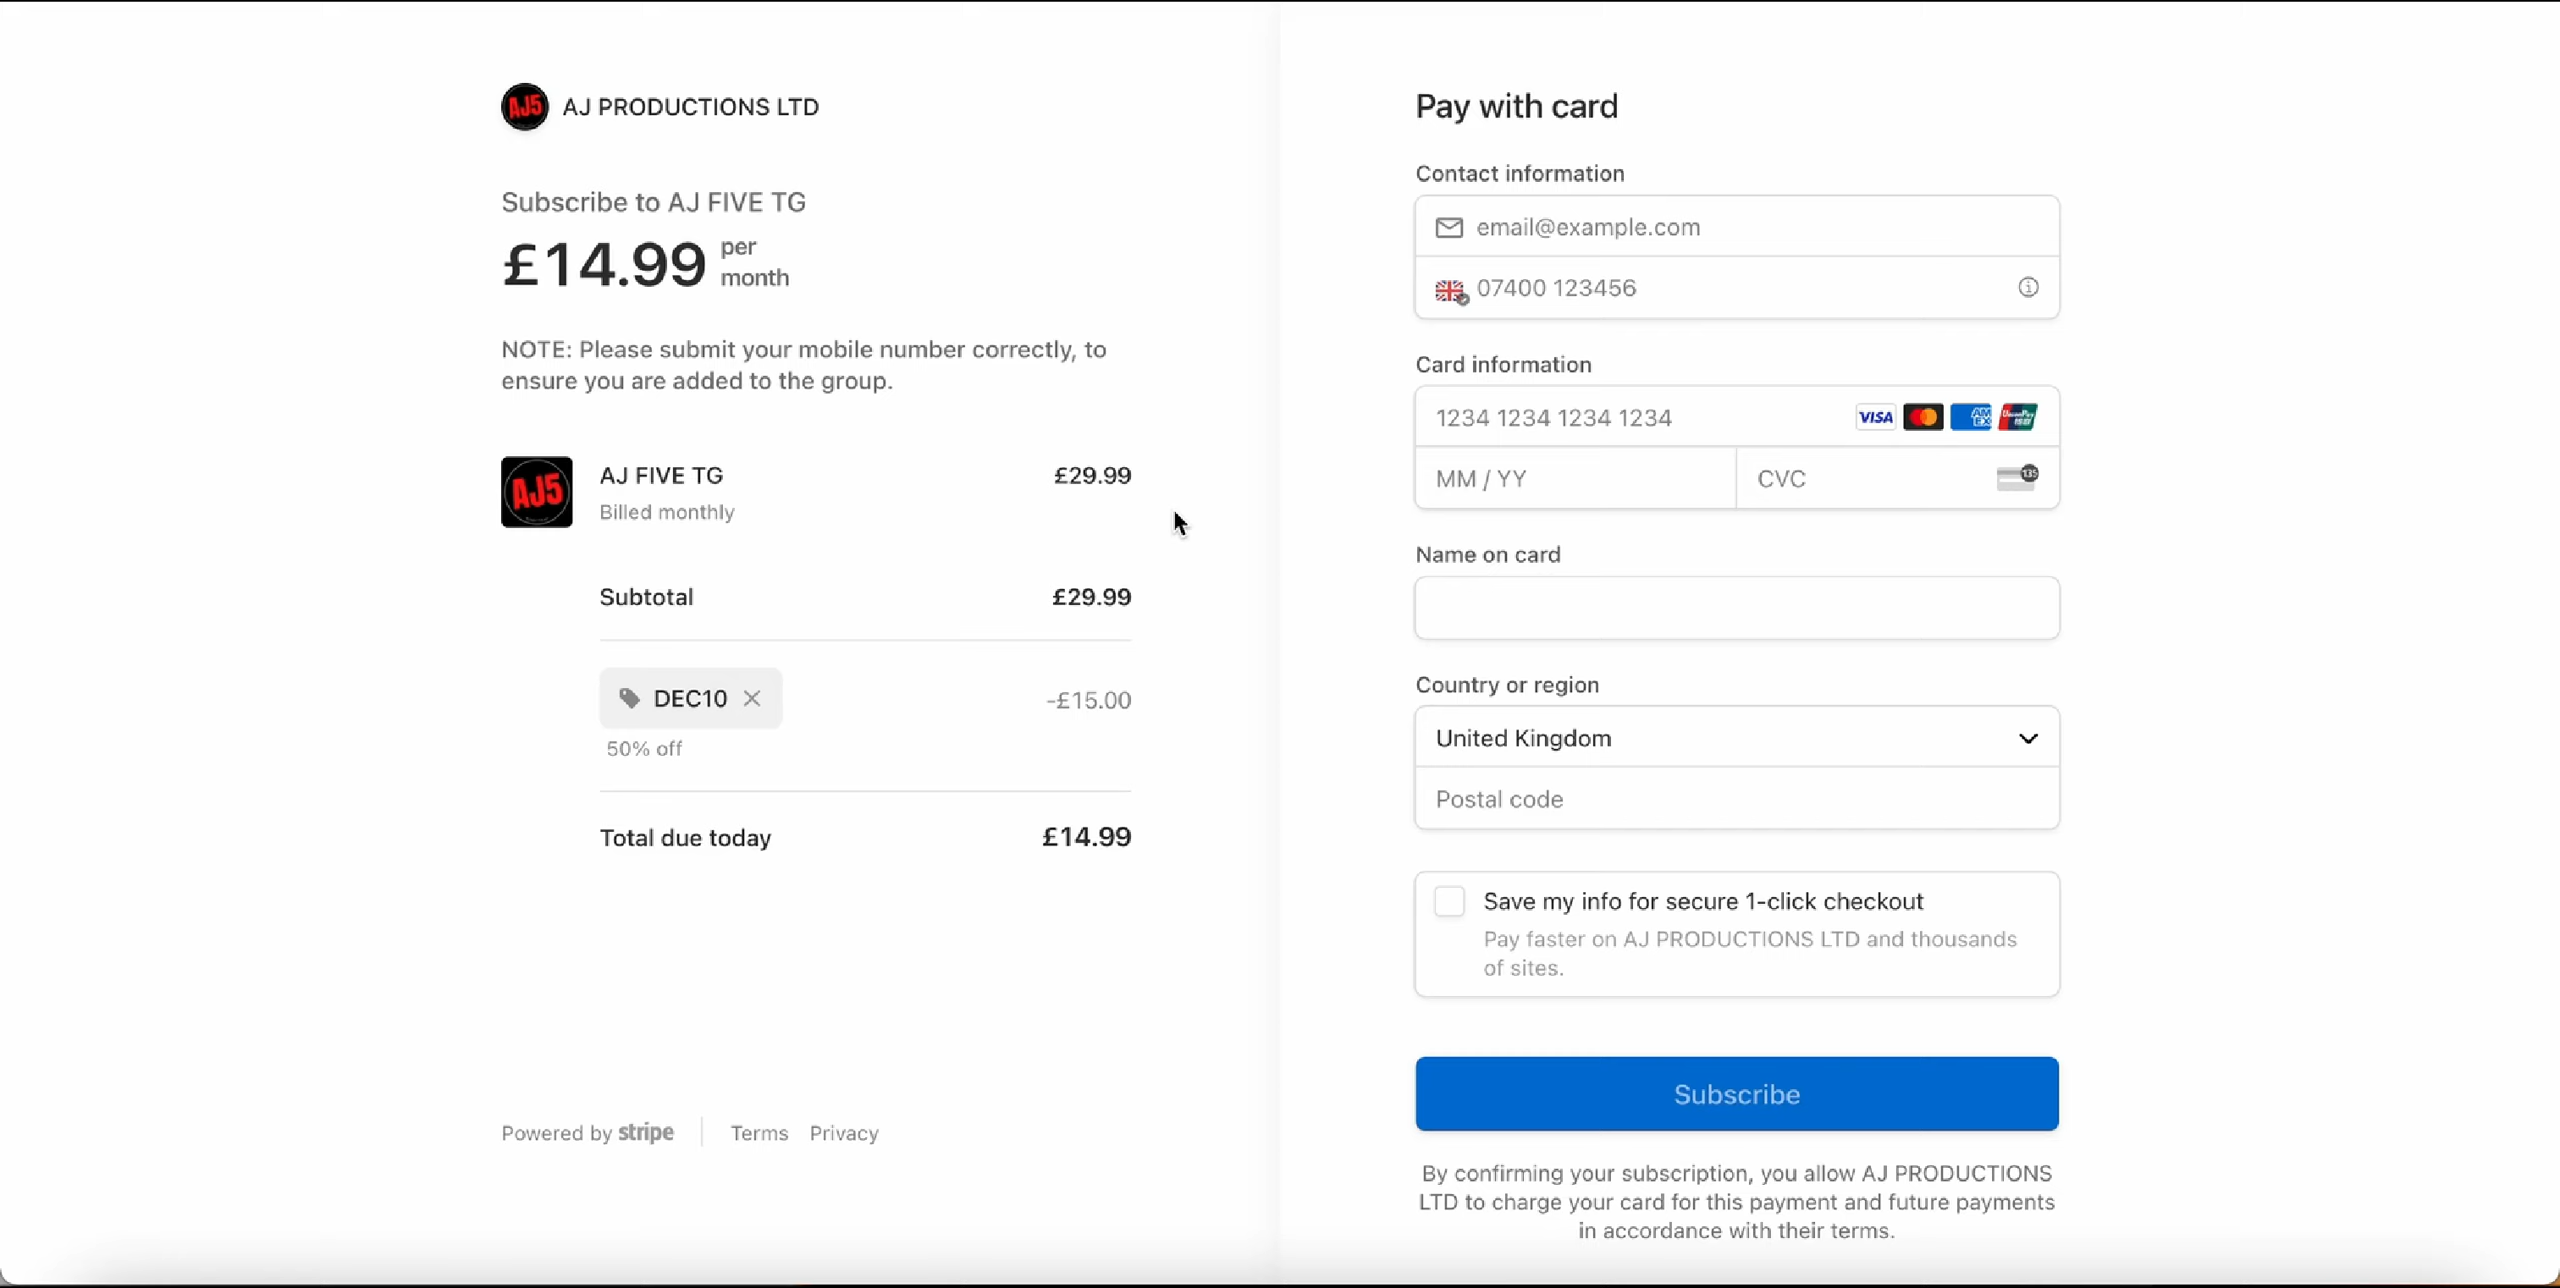 AJ5 AJ PRODUCTIONS LTD
Subscribe to AJ FIVE TG
£14.99 per
month
NOTE: Please submit your mobile number correctly, to
ensure you are added to the group.
AJ5
AJ FIVE TG £29.99
Billed monthly
Subtotal £29.99
DEC10 -£15.00
50% off
Total due today £14.99
Powered by stripe Terms Privacy
Pay with card
Contact information
email@example.com
07400 123456
Card information
1234 1234 1234 1234 VISA AM EX UnionPay
MM / YY CVC 135
Name on card
Country or region
United Kingdom
Postal code
Save my info for secure 1-click checkout
Pay faster on AJ PRODUCTIONS LTD and thousands
of sites.
Subscribe
By confirming your subscription, you allow AJ PRODUCTIONS
LTD to charge your card for this payment and future payments
in accordance with their terms.